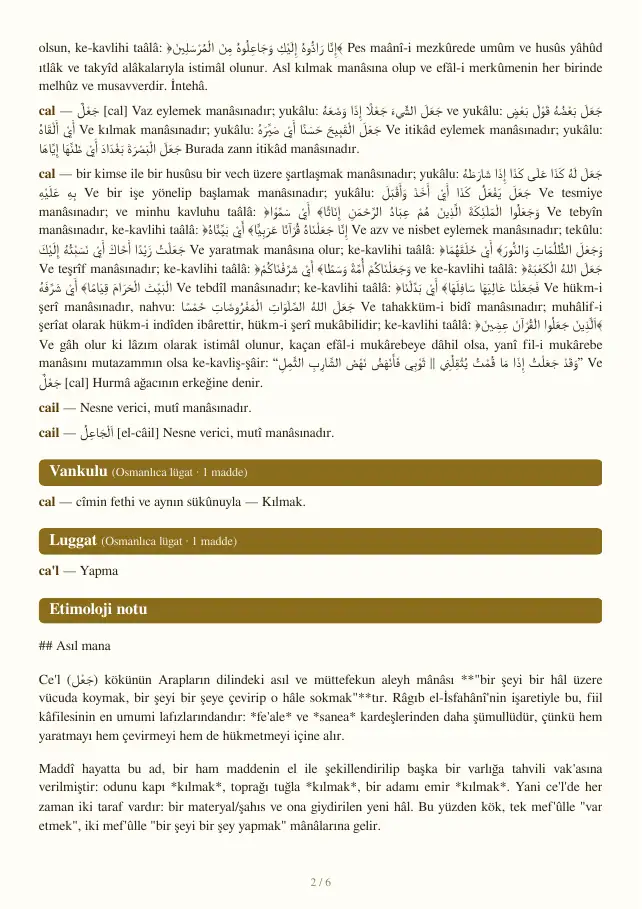 olsun, ke-kavlihi taâlâ: ﴿إِنَّا رَادُّوهُ إِلَيْكِ وَجَاعِلُوهُ مِنَ الْمُرْسَلِينَ﴾ Pes maânî-i mezkûrede umûm ve husûs yâhûd
ıtlâk ve takyîd alâkalarıyla istimâl olunur. Asl kılmak manâsına olup ve efâl-i merkûmenin her birinde
melhûz ve musavverdir. İntehâ.
cal — جَعْلٌ [cal] Vaz eylemek manâsınadır; yukâlu: جَعَلَ الشَّيْءَ جَعْلًا إِذَا وَضَعَهُ ve yukâlu: جَعَلَ بَعْضُهُ فَوْلَ بَعْضٍ
أَيْ أَلْقَاهُ Ve kılmak manâsınadır; yukâlu: جَعَلَ الْقَبِيحَ حَسَنًا أَيْ صَيَّرَهُ Ve itikâd eylemek manâsınadır; yukâlu:
جَعَلَ الْبَصْرَةَ بَغْدَادَ أَيْ ظَنَّهَا إِيَّاهَا Burada zann itikâd manâsınadır.
cal — bir kimse ile bir husûsu bir vech üzere şartlaşmak manâsınadır; yukâlu: جَعَلَ لَهُ كَذَا عَلَى كَذَا إِذَا شَارَطَهُ
بِهِ عَلَيْهِ Ve bir işe yönelip başlamak manâsınadır; yukâlu: جَعَلَ يَفْعَلُ كَذَا أَيْ أَخَذَ وَأَقْبَلَ Ve tesmiye
manâsınadır; ve minhu kavluhu taâlâ: ﴿وَجَعَلُوا الْمَلٰئِكَةَ الَّذِينَ هُمْ عِبَادُ الرَّحْمَنِ إِنَاثًا﴾ أَيْ سَمَّوْا Ve tebyîn
manâsınadır, ke-kavlihi taâlâ: ﴿إِنَّا جَعَلْنَاهُ قُرْآنًا عَرَبِيًّا﴾ أَيْ بَيَّنَّاهُ Ve azv ve nisbet eylemek manâsınadır; tekûlu:
جَعَلْتُ زَيْدًا أَخَاكَ أَيْ نَسَبْتُهُ إِلَيْكَ Ve yaratmak manâsına olur; ke-kavlihi taâlâ: ﴿وَجَعَلَ الظُّلُمَاتِ وَالنُّورَ﴾ أَيْ خَلَقَهُمَا
Ve teşrîf manâsınadır; ke-kavlihi taâlâ: ﴿وَجَعَلْنَاكُمْ أُمَّةً وَسَطًا﴾ أَيْ شَرَّفْنَاكُمْ ve ke-kavlihi taâlâ: ﴿جَعَلَ اللهُ الْكَعْبَةَ
الْبَيْتَ الْحَرَامَ قِيَامًا﴾ أَيْ شَرَّفَهُ Ve tebdîl manâsınadır; ke-kavlihi taâlâ: ﴿فَجَعَلْنَا عَالِيَهَا سَافِلَهَا﴾ أَيْ بَدَّلْنَا Ve hükm-i
şerî manâsınadır, nahvu: جَعَلَ اللهُ الصَّلَوَاتِ الْمَفْرُوضَاتِ خَمْسًا Ve tahakküm-i bidî manâsınadır; muhâlif-i
şerîat olarak hükm-i indîden ibârettir, hükm-i şerî mukâbilidir; ke-kavlihi taâlâ: ﴿اَلَّذِينَ جَعَلُوا الْقُرْآنَ عِضِينَ﴾
Ve gâh olur ki lâzım olarak istimâl olunur, kaçan efâl-i mukârebeye dâhil olsa, yanî fil-i mukârebe
manâsını mutazammın olsa ke-kavliş-şâir: “وَقَدْ جَعَلْتُ إِذَا مَا قُمْتُ يُثْقِلُنِي || ثَوْبِي فَأَنْهَضُ نَهْضَ الشَّارِبِ الثَّمِلِ” Ve
جَعْلٌ [cal] Hurmâ ağacının erkeğine denir.
cail — Nesne verici, mutî manâsınadır.
cail — اَلْجَاعِلُ [el-câil] Nesne verici, mutî manâsınadır.
Vankulu (Osmanlıca lügat · 1 madde)
cal — cîmin fethi ve aynın sükûnuyla — Kılmak.
Luggat (Osmanlıca lügat · 1 madde)
ca'l — Yapma
Etimoloji notu
## Asıl mana
Ce'l (جَعْل) kökünün Arapların dilindeki asıl ve müttefekun aleyh mânâsı **"bir şeyi bir hâl üzere
vücuda koymak, bir şeyi bir şeye çevirip o hâle sokmak"**tır. Râgıb el-İsfahânî'nin işaretiyle bu, fiil
kâfilesinin en umumi lafızlarındandır: *fe'ale* ve *sanea* kardeşlerinden daha şümullüdür, çünkü hem
yaratmayı hem çevirmeyi hem de hükmetmeyi içine alır.
Maddî hayatta bu ad, bir ham maddenin el ile şekillendirilip başka bir varlığa tahvili vak'asına
verilmiştir: odunu kapı *kılmak*, toprağı tuğla *kılmak*, bir adamı emir *kılmak*. Yani ce'l'de her
zaman iki taraf vardır: bir materyal/şahıs ve ona giydirilen yeni hâl. Bu yüzden kök, tek mef'ûlle "var
etmek", iki mef'ûlle "bir şeyi bir şey yapmak" mânâlarına gelir.
2 / 6